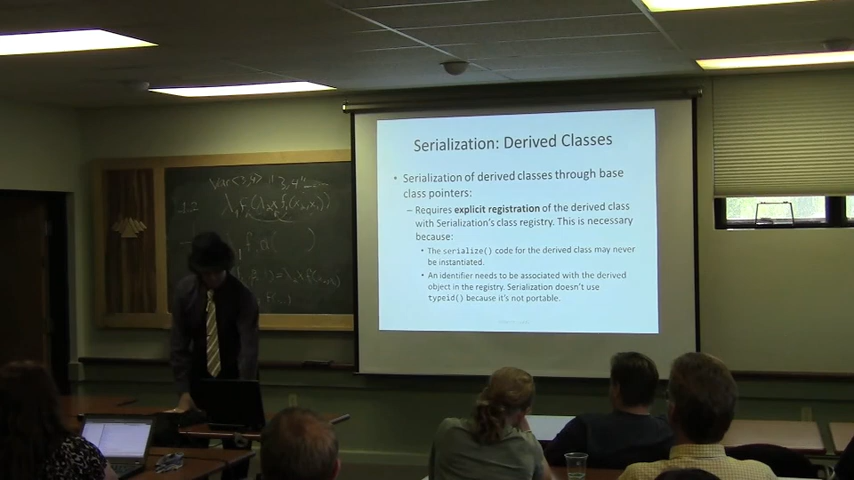 Serialization: Derived Classes
• Serialization of derived classes through base
class pointers:
– Requires explicit registration of the derived class
with Serialization's class registry. This is necessary
because:
• The serialize() code for the derived class may never
be instantiated.
• An identifier needs to be associated with the derived
object in the registry. Serialization doesn't use
typeid() because it's not portable.